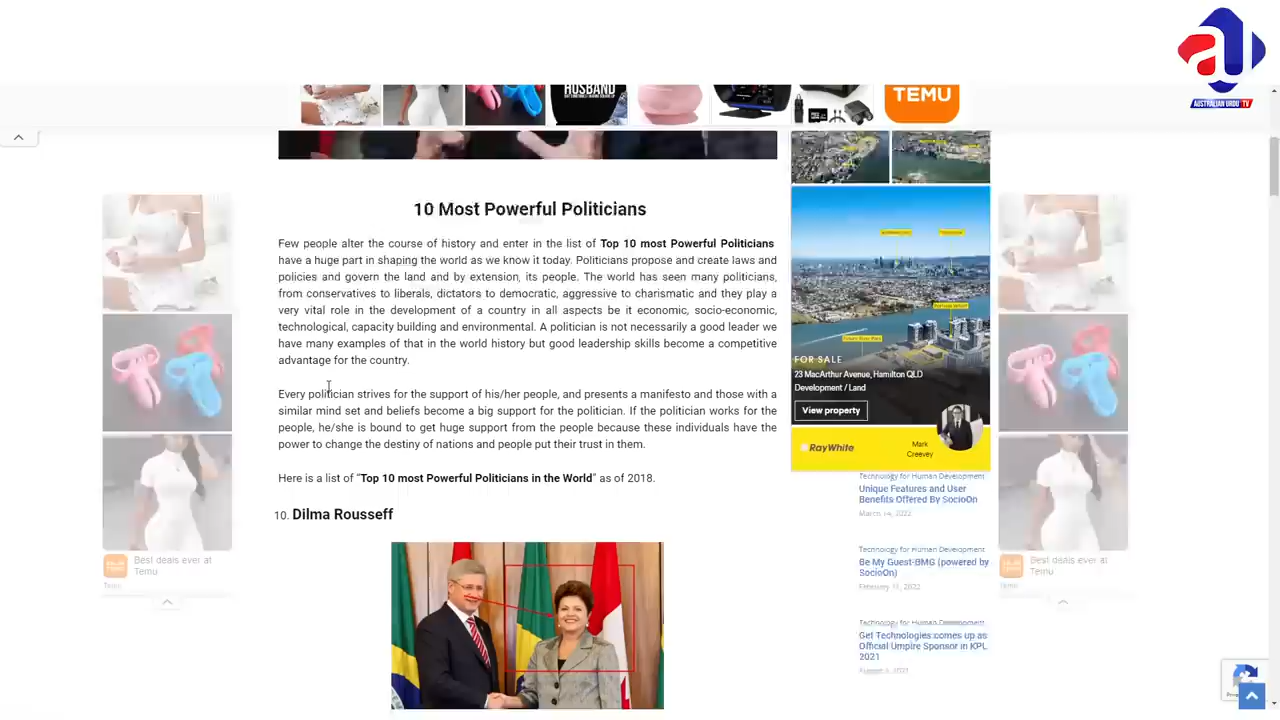 AUSTRALIAN URDU TV
HUSBAND
TEMU
10 Most Powerful Politicians
Few people alter the course of history and enter in the list of Top 10 most Powerful Politicians
have a huge part in shaping the world as we know it today. Politicians propose and create laws and
policies and govern the land and by extension, its people. The world has seen many politicians,
from conservatives to liberals, dictators to democratic, aggressive to charismatic and they play a
very vital role in the development of a country in all aspects be it economic, socio-economic,
technological, capacity building and environmental. A politician is not necessarily a good leader we
have many examples of that in the world history but good leadership skills become a competitive
advantage for the country.
Every politician strives for the support of his/her people, and presents a manifesto and those with a
similar mind set and beliefs become a big support for the politician. If the politician works for the
people, he/she is bound to get huge support from the people because these individuals have the
power to change the destiny of nations and people put their trust in them.
Here is a list of “Top 10 most Powerful Politicians in the World” as of 2018.
10. Dilma Rousseff
FOR SALE
23 MacArthur Avenue, Hamilton QLD
Development / Land
View property
RayWhite
Mark
Creevey
Technology for Human Development
Unique Features and User
Benefits Offered By SocioOn
March 14, 2022
Technology for Human Development
Be My Guest-BMG (powered by
SocioOn)
February 11, 2022
Technology for Human Development
Gel Technologies comes up as
Official Umpire Sponsor in KPL
2021
Best deals ever at
Temu
Temu
Best deals ever at
Temu